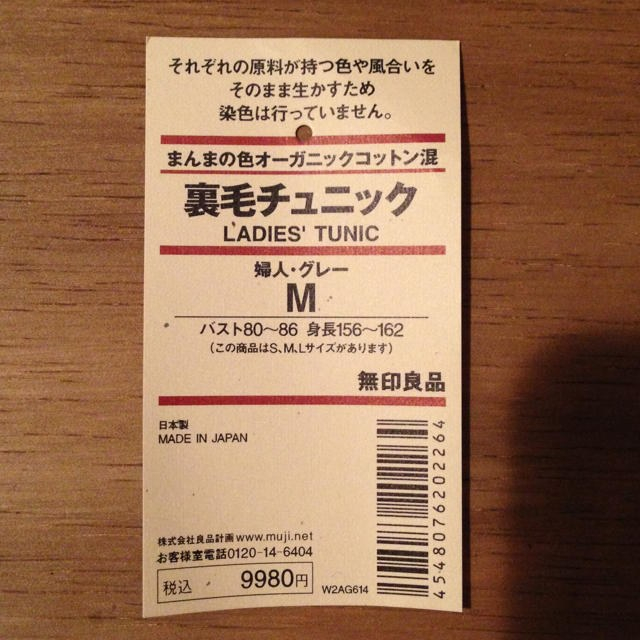 それぞれの原料が持つ色や風合いを
そのまま生かすため
染色は行っていません。
まんまの色オーガニックコットン混
裏毛チュニック
LADIES' TUNIC
婦人・グレー
M
バスト80〜86 身長156〜162
(この商品はS、M、Lサイズがあります)
無印良品
日本製
MADE IN JAPAN
株式会社良品計画 www.muji.net
お客様室電話0120-14-6404
税込 9980円
W2AG614
4548076202264